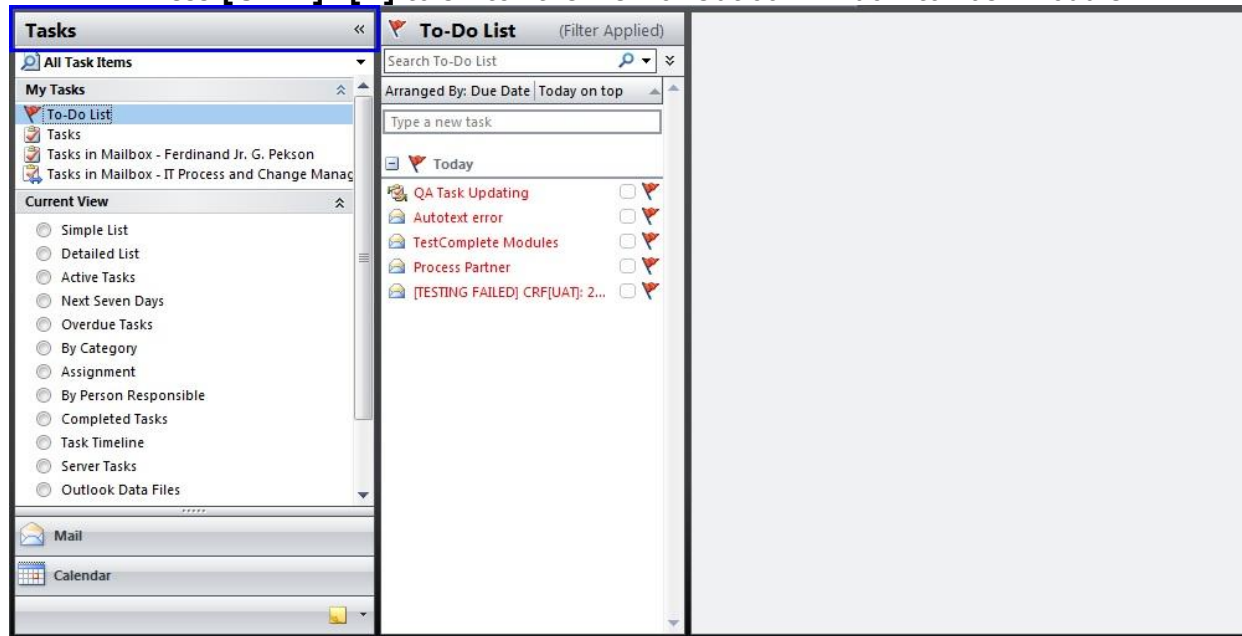 Tasks
All Task Items
My Tasks
To-Do List
Tasks
Tasks in Mailbox - Ferdinand Jr. G. Pekson
Tasks in Mailbox - IT Process and Change Manag
Current View
Simple List
Detailed List
Active Tasks
Next Seven Days
Overdue Tasks
By Category
Assignment
By Person Responsible
Completed Tasks
Task Timeline
Server Tasks
Outlook Data Files
Mail
Calendar
To-Do List (Filter Applied)
Search To-Do List
Arranged By: Due Date Today on top
Type a new task
Today
QA Task Updating
Autotext error
TestComplete Modules
Process Partner
[TESTING FAILED] CRF[UAT]: 2...